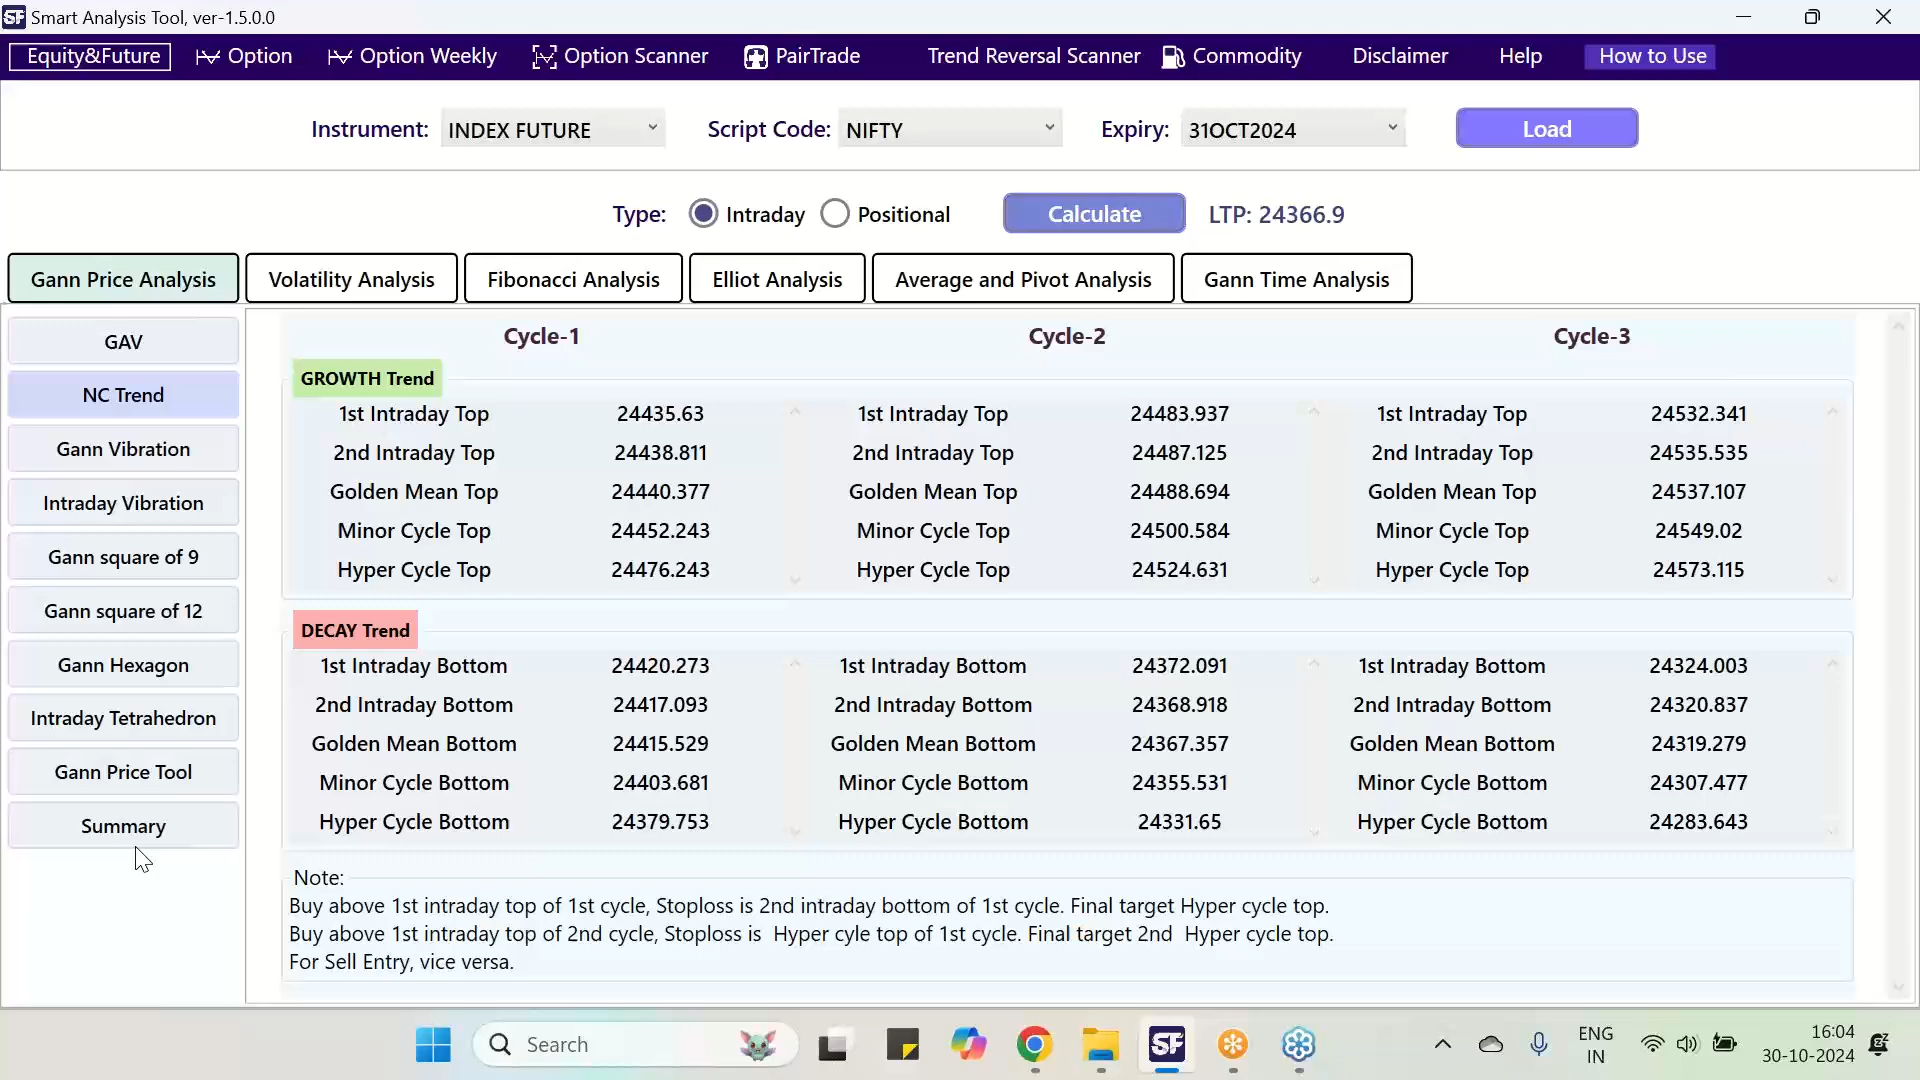 SF Smart Analysis Tool, ver-1.5.0.0
Equity&Future Option Option Weekly Option Scanner PairTrade Trend Reversal Scanner Commodity Disclaimer Help How to Use
Instrument: INDEX FUTURE Script Code: NIFTY Expiry: 31OCT2024 Load
Type: Intraday Positional Calculate LTP: 24366.9
Gann Price Analysis Volatility Analysis Fibonacci Analysis Elliot Analysis Average and Pivot Analysis Gann Time Analysis
GAV
NC Trend
Gann Vibration
Intraday Vibration
Gann square of 9
Gann square of 12
Gann Hexagon
Intraday Tetrahedron
Gann Price Tool
Summary
Cycle-1 Cycle-2 Cycle-3
GROWTH Trend
1st Intraday Top 24435.63 1st Intraday Top 24483.937 1st Intraday Top 24532.341
2nd Intraday Top 24438.811 2nd Intraday Top 24487.125 2nd Intraday Top 24535.535
Golden Mean Top 24440.377 Golden Mean Top 24488.694 Golden Mean Top 24537.107
Minor Cycle Top 24452.243 Minor Cycle Top 24500.584 Minor Cycle Top 24549.02
Hyper Cycle Top 24476.243 Hyper Cycle Top 24524.631 Hyper Cycle Top 24573.115
DECAY Trend
1st Intraday Bottom 24420.273 1st Intraday Bottom 24372.091 1st Intraday Bottom 24324.003
2nd Intraday Bottom 24417.093 2nd Intraday Bottom 24368.918 2nd Intraday Bottom 24320.837
Golden Mean Bottom 24415.529 Golden Mean Bottom 24367.357 Golden Mean Bottom 24319.279
Minor Cycle Bottom 24403.681 Minor Cycle Bottom 24355.531 Minor Cycle Bottom 24307.477
Hyper Cycle Bottom 24379.753 Hyper Cycle Bottom 24331.65 Hyper Cycle Bottom 24283.643
Note:
Buy above 1st intraday top of 1st cycle, Stoploss is 2nd intraday bottom of 1st cycle. Final target Hyper cycle top.
Buy above 1st intraday top of 2nd cycle, Stoploss is Hyper cyle top of 1st cycle. Final target 2nd Hyper cycle top.
For Sell Entry, vice versa.
Search SF ENG 16:04
IN 30-10-2024